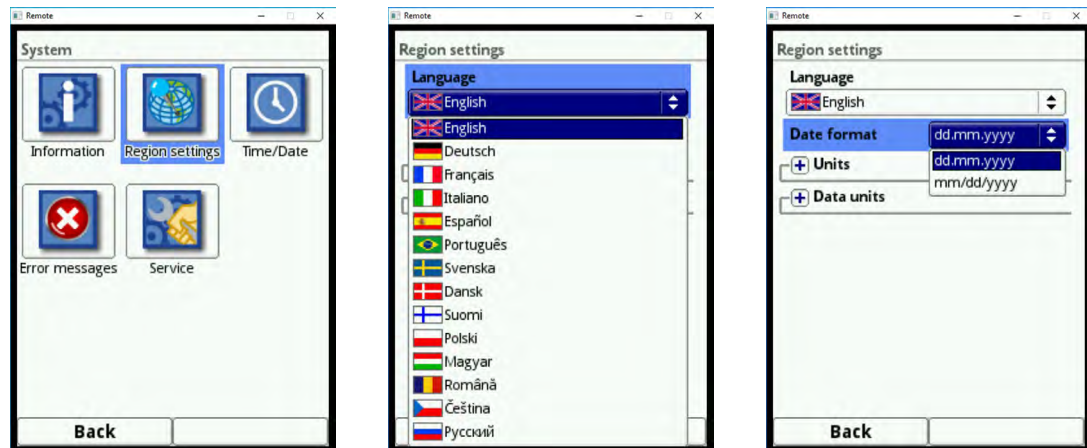 Remote
System
Information
Region settings
Time/Date
Error messages
Service
Back
Remote
Region settings
Language
English
English
Deutsch
Français
Italiano
Español
Português
Svenska
Dansk
Suomi
Polski
Magyar
Română
Čeština
Русский
Remote
Region settings
Language
English
Date format dd.mm.yyyy
dd.mm.yyyy
Units
mm/dd/yyyy
Data units
Back